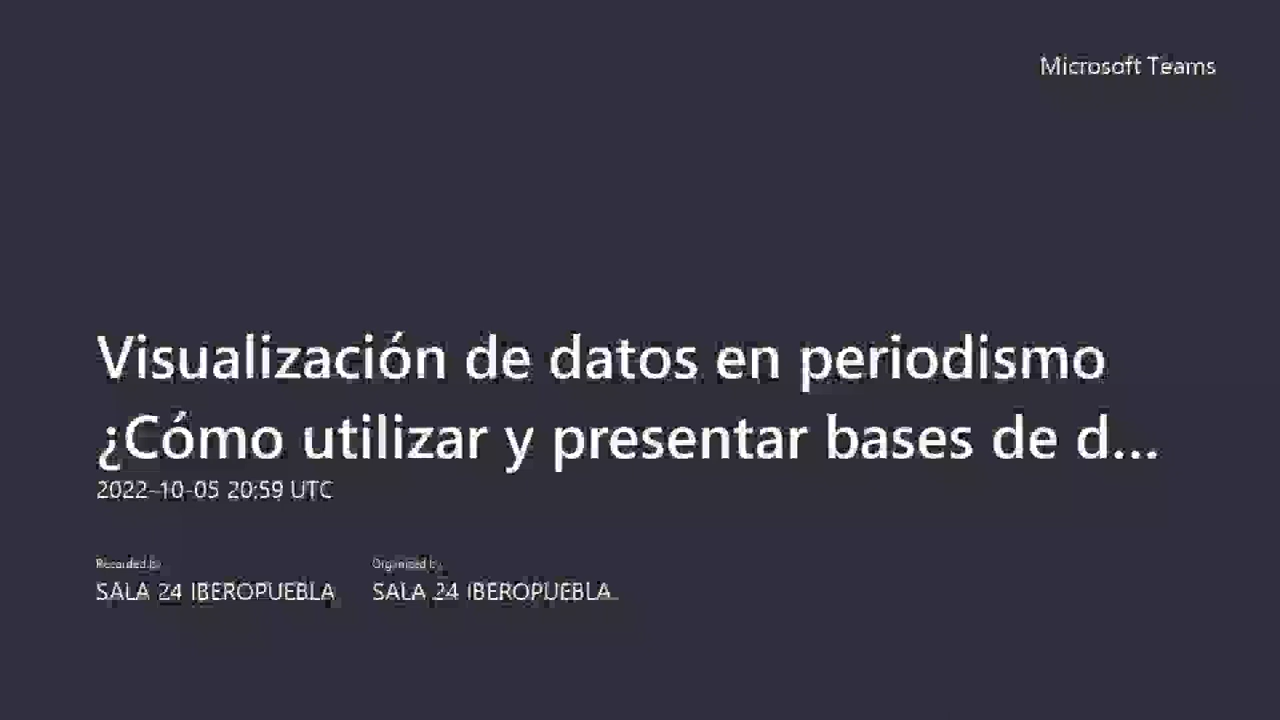 Microsoft Teams
Visualización de datos en periodismo
¿Cómo utilizar y presentar bases de d...
2022-10-05 20:59 UTC
Recorded by
Organized by
SALA 24 IBEROPUEBLA
SALA 24 IBEROPUEBLA